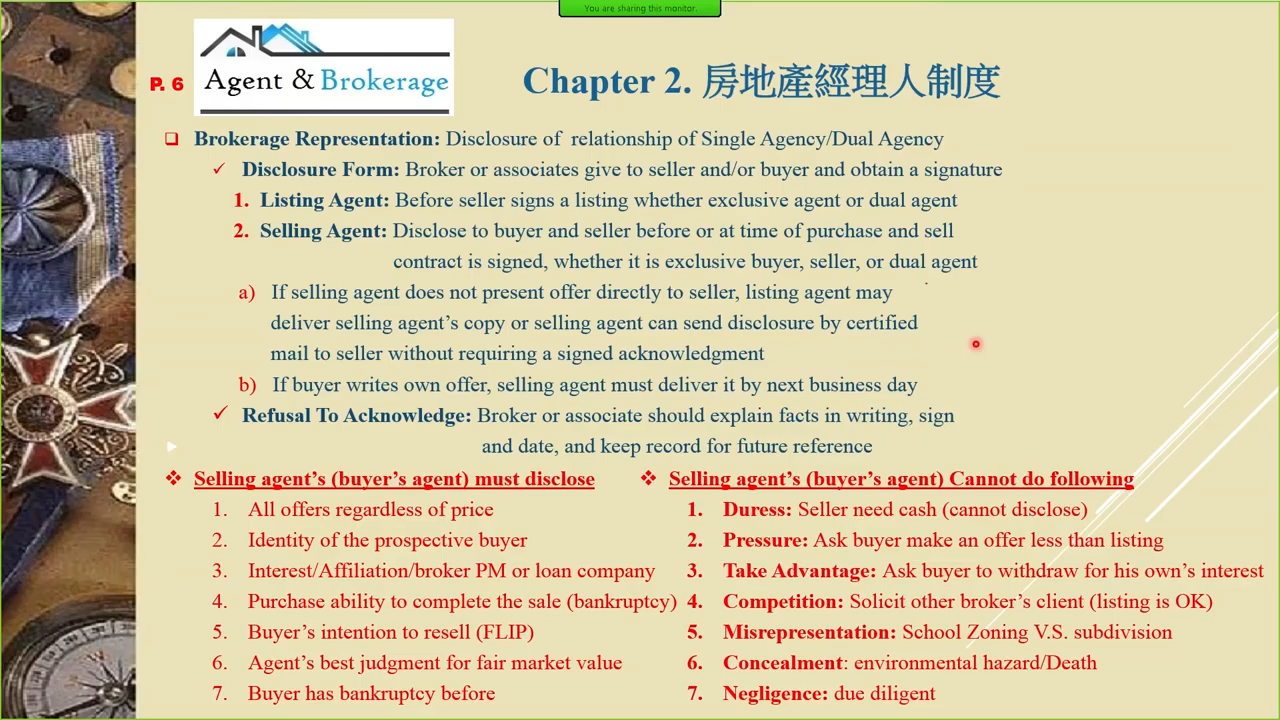 You are sharing this monitor.
P. 6
Agent & Brokerage
Chapter 2. 房地產經理人制度
❑ Brokerage Representation: Disclosure of relationship of Single Agency/Dual Agency
✓ Disclosure Form: Broker or associates give to seller and/or buyer and obtain a signature
1. Listing Agent: Before seller signs a listing whether exclusive agent or dual agent
2. Selling Agent: Disclose to buyer and seller before or at time of purchase and sell
contract is signed, whether it is exclusive buyer, seller, or dual agent
a) If selling agent does not present offer directly to seller, listing agent may
deliver selling agent’s copy or selling agent can send disclosure by certified
mail to seller without requiring a signed acknowledgment
b) If buyer writes own offer, selling agent must deliver it by next business day
✓ Refusal To Acknowledge: Broker or associate should explain facts in writing, sign
and date, and keep record for future reference
❖ Selling agent’s (buyer’s agent) must disclose
1. All offers regardless of price
2. Identity of the prospective buyer
3. Interest/Affiliation/broker PM or loan company
4. Purchase ability to complete the sale (bankruptcy)
5. Buyer’s intention to resell (FLIP)
6. Agent’s best judgment for fair market value
7. Buyer has bankruptcy before
❖ Selling agent’s (buyer’s agent) Cannot do following
1. Duress: Seller need cash (cannot disclose)
2. Pressure: Ask buyer make an offer less than listing
3. Take Advantage: Ask buyer to withdraw for his own’s interest
4. Competition: Solicit other broker’s client (listing is OK)
5. Misrepresentation: School Zoning V.S. subdivision
6. Concealment: environmental hazard/Death
7. Negligence: due diligent